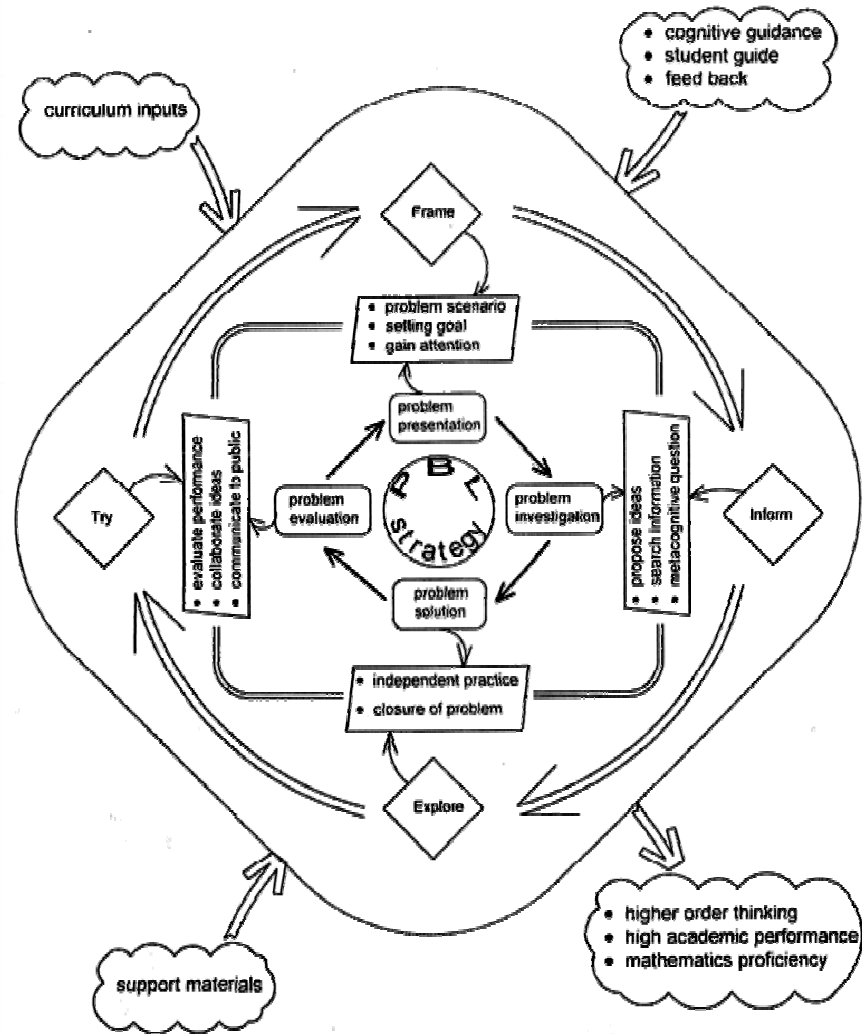 • cognitive guidance
• student guide
• feed back
curriculum inputs
Frame
• problem scenario
• setting goal
• gain attention
problem
presentation
Try
• evaluate performance
• collaborate ideas
• communicate to public
problem
evaluation
PBL
strategy
problem
investigation
• propose ideas
• search information
• metacognitive question
Inform
problem
solution
• independent practice
• closure of problem
Explore
• higher order thinking
• high academic performance
• mathematics proficiency
support materials